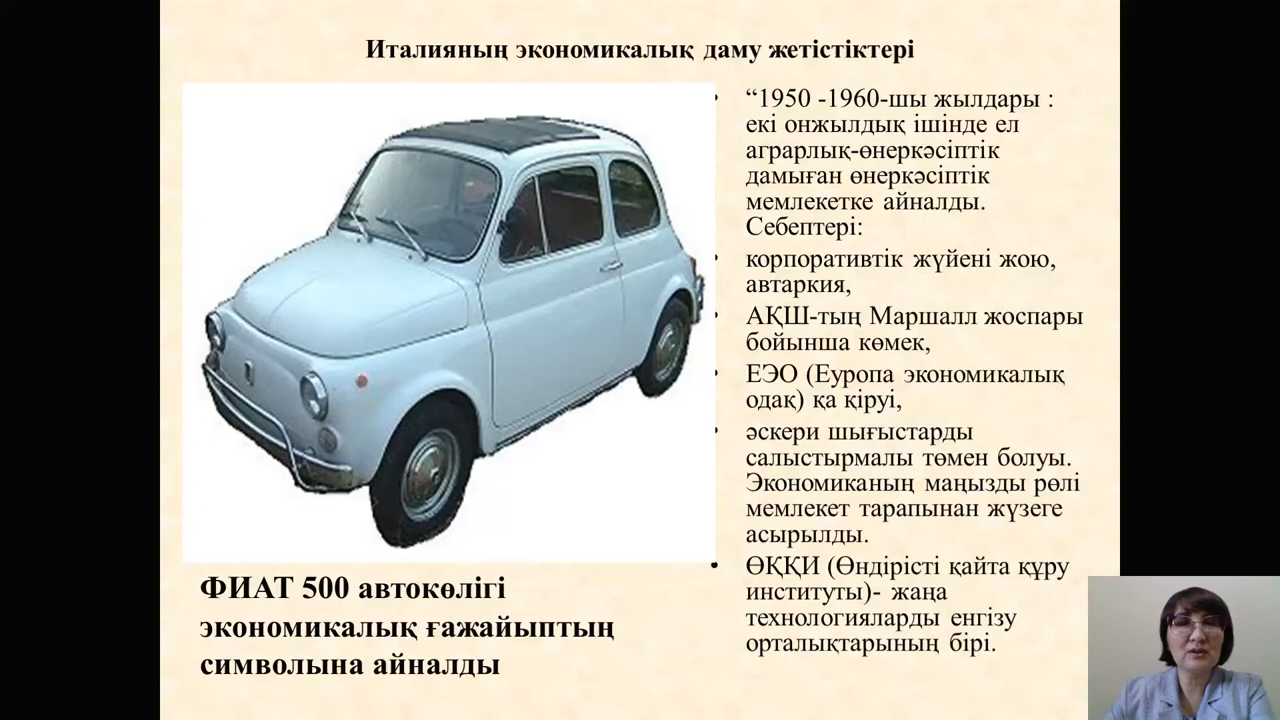 Италияның экономикалық даму жетістіктері
“1950 -1960-шы жылдары :
екі онжылдық ішінде ел
аграрлық-өнеркәсіптік
дамыған өнеркәсіптік
мемлекетке айналды.
Себептері:
корпоративтік жүйені жою,
автаркия,
АҚШ-тың Маршалл жоспары
бойынша көмек,
ЕЭО (Еуропа экономикалық
одақ) қа қіруі,
әскери шығыстарды
салыстырмалы төмен болуы.
Экономиканың маңызды рөлі
мемлекет тарапынан жүзеге
асырылды.
ӨҚҚИ (Өндірісті қайта құру
институты)- жаңа
технологияларды енгізу
орталықтарының бірі.
ФИАТ 500 автокөлігі
экономикалық ғажайыптың
символына айналды